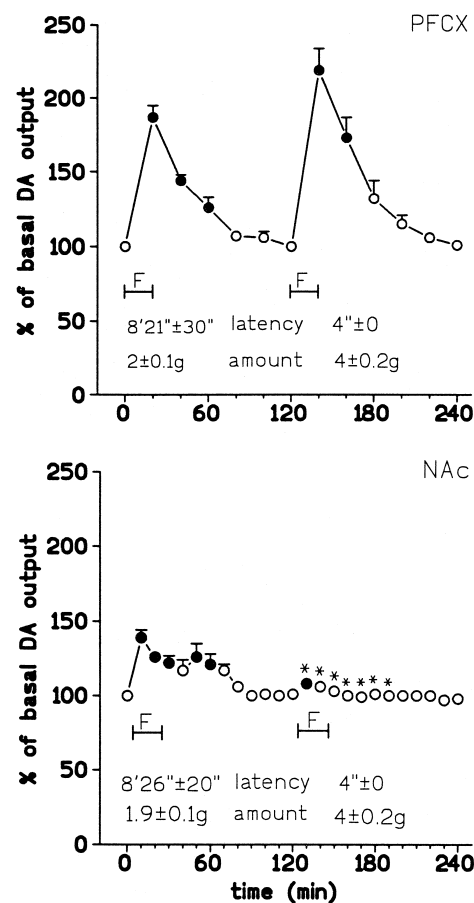 PFCX
% of basal DA output
250
200
150
100
50
0
F
F
8'21"±30" latency 4"±0
2±0.1g amount 4±0.2g
0 60 120 180 240
NAc
% of basal DA output
250
200
150
100
50
0
* * * * * * *
F
F
8'26"±20" latency 4"±0
1.9±0.1g amount 4±0.2g
0 60 120 180 240
time (min)